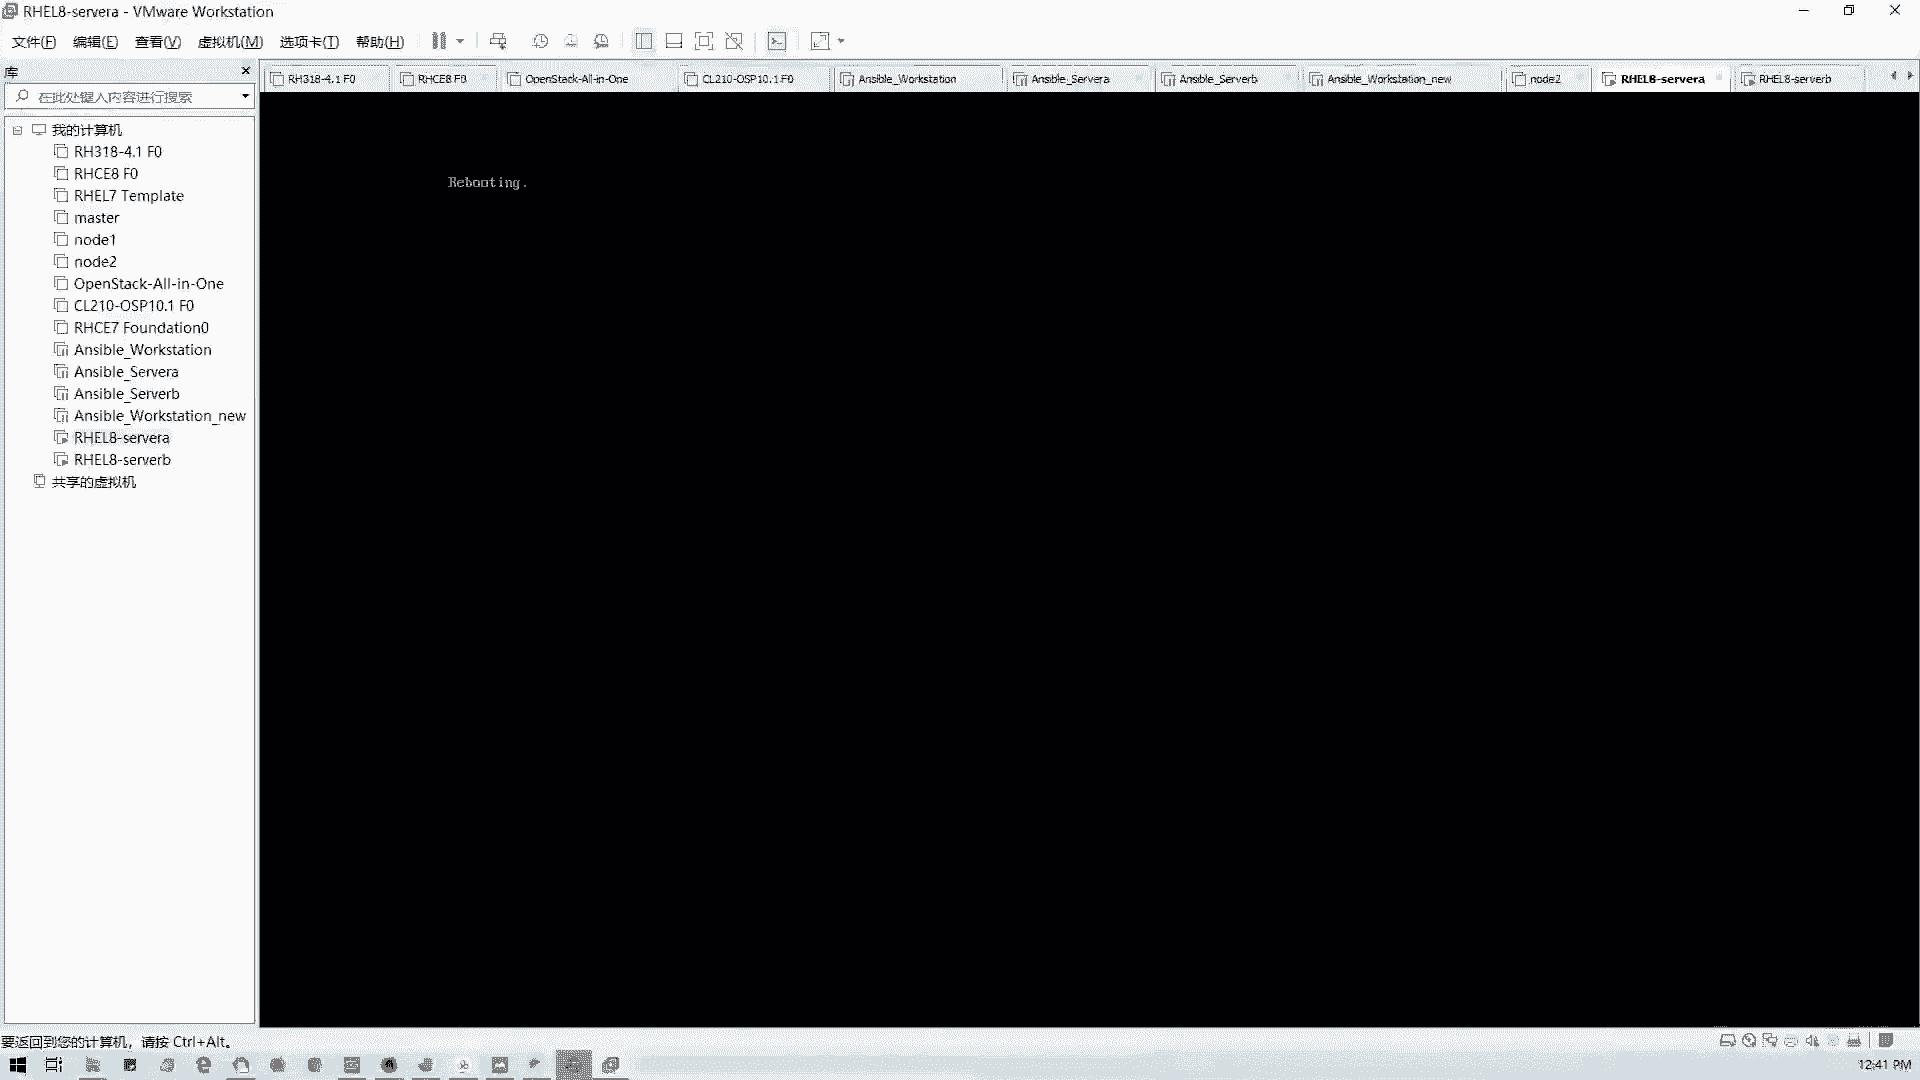 RHEL8-servera - VMware Workstation
文件(F) 编辑(E) 查看(V) 虚拟机(M) 选项卡(T) 帮助(H)
库
在此处键入内容进行搜索
RH318-4.1 F0 RHCE8 F0 OpenStack-All-in-One CL210-OSP10.1 F0 Ansible_Workstation Ansible_Servera Ansible_Serverb Ansible_Workstation_new node2 RHEL8-servera RHEL8-serverb
我的计算机
RH318-4.1 F0
RHCE8 F0
RHEL7 Template
master
node1
node2
OpenStack-All-in-One
CL210-OSP10.1 F0
RHCE7 Foundation0
Ansible_Workstation
Ansible_Servera
Ansible_Serverb
Ansible_Workstation_new
RHEL8-servera
RHEL8-serverb
共享的虚拟机
Rebooting.
要返回到您的计算机，请按 Ctrl+Alt。
12:41 PM